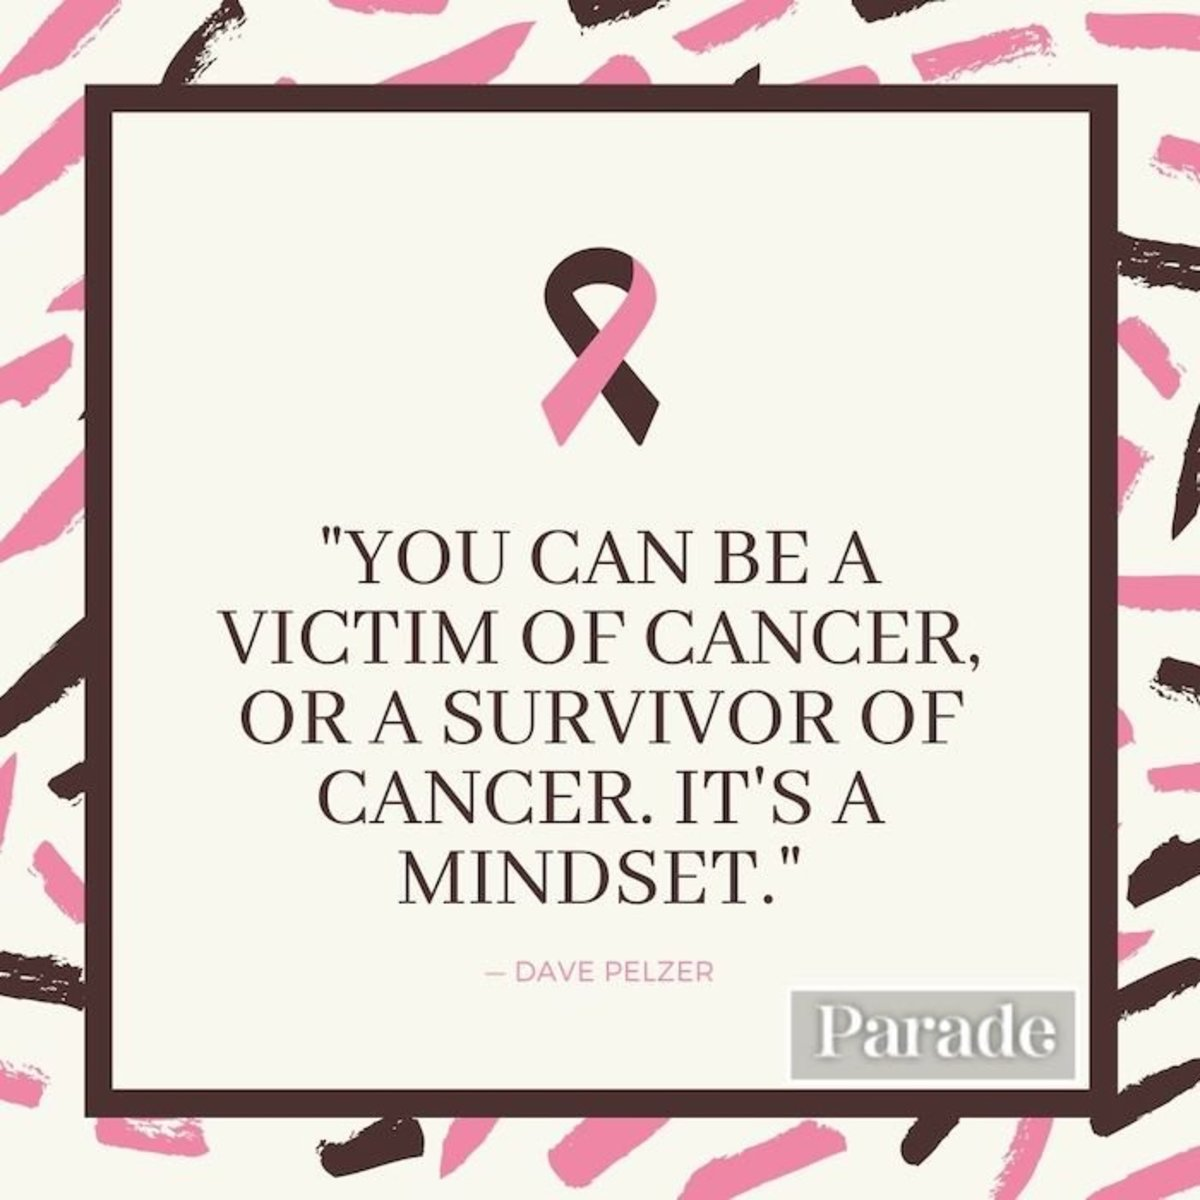 "YOU CAN BE A
VICTIM OF CANCER,
OR A SURVIVOR OF
CANCER. IT'S A
MINDSET."
— DAVE PELZER
Parade